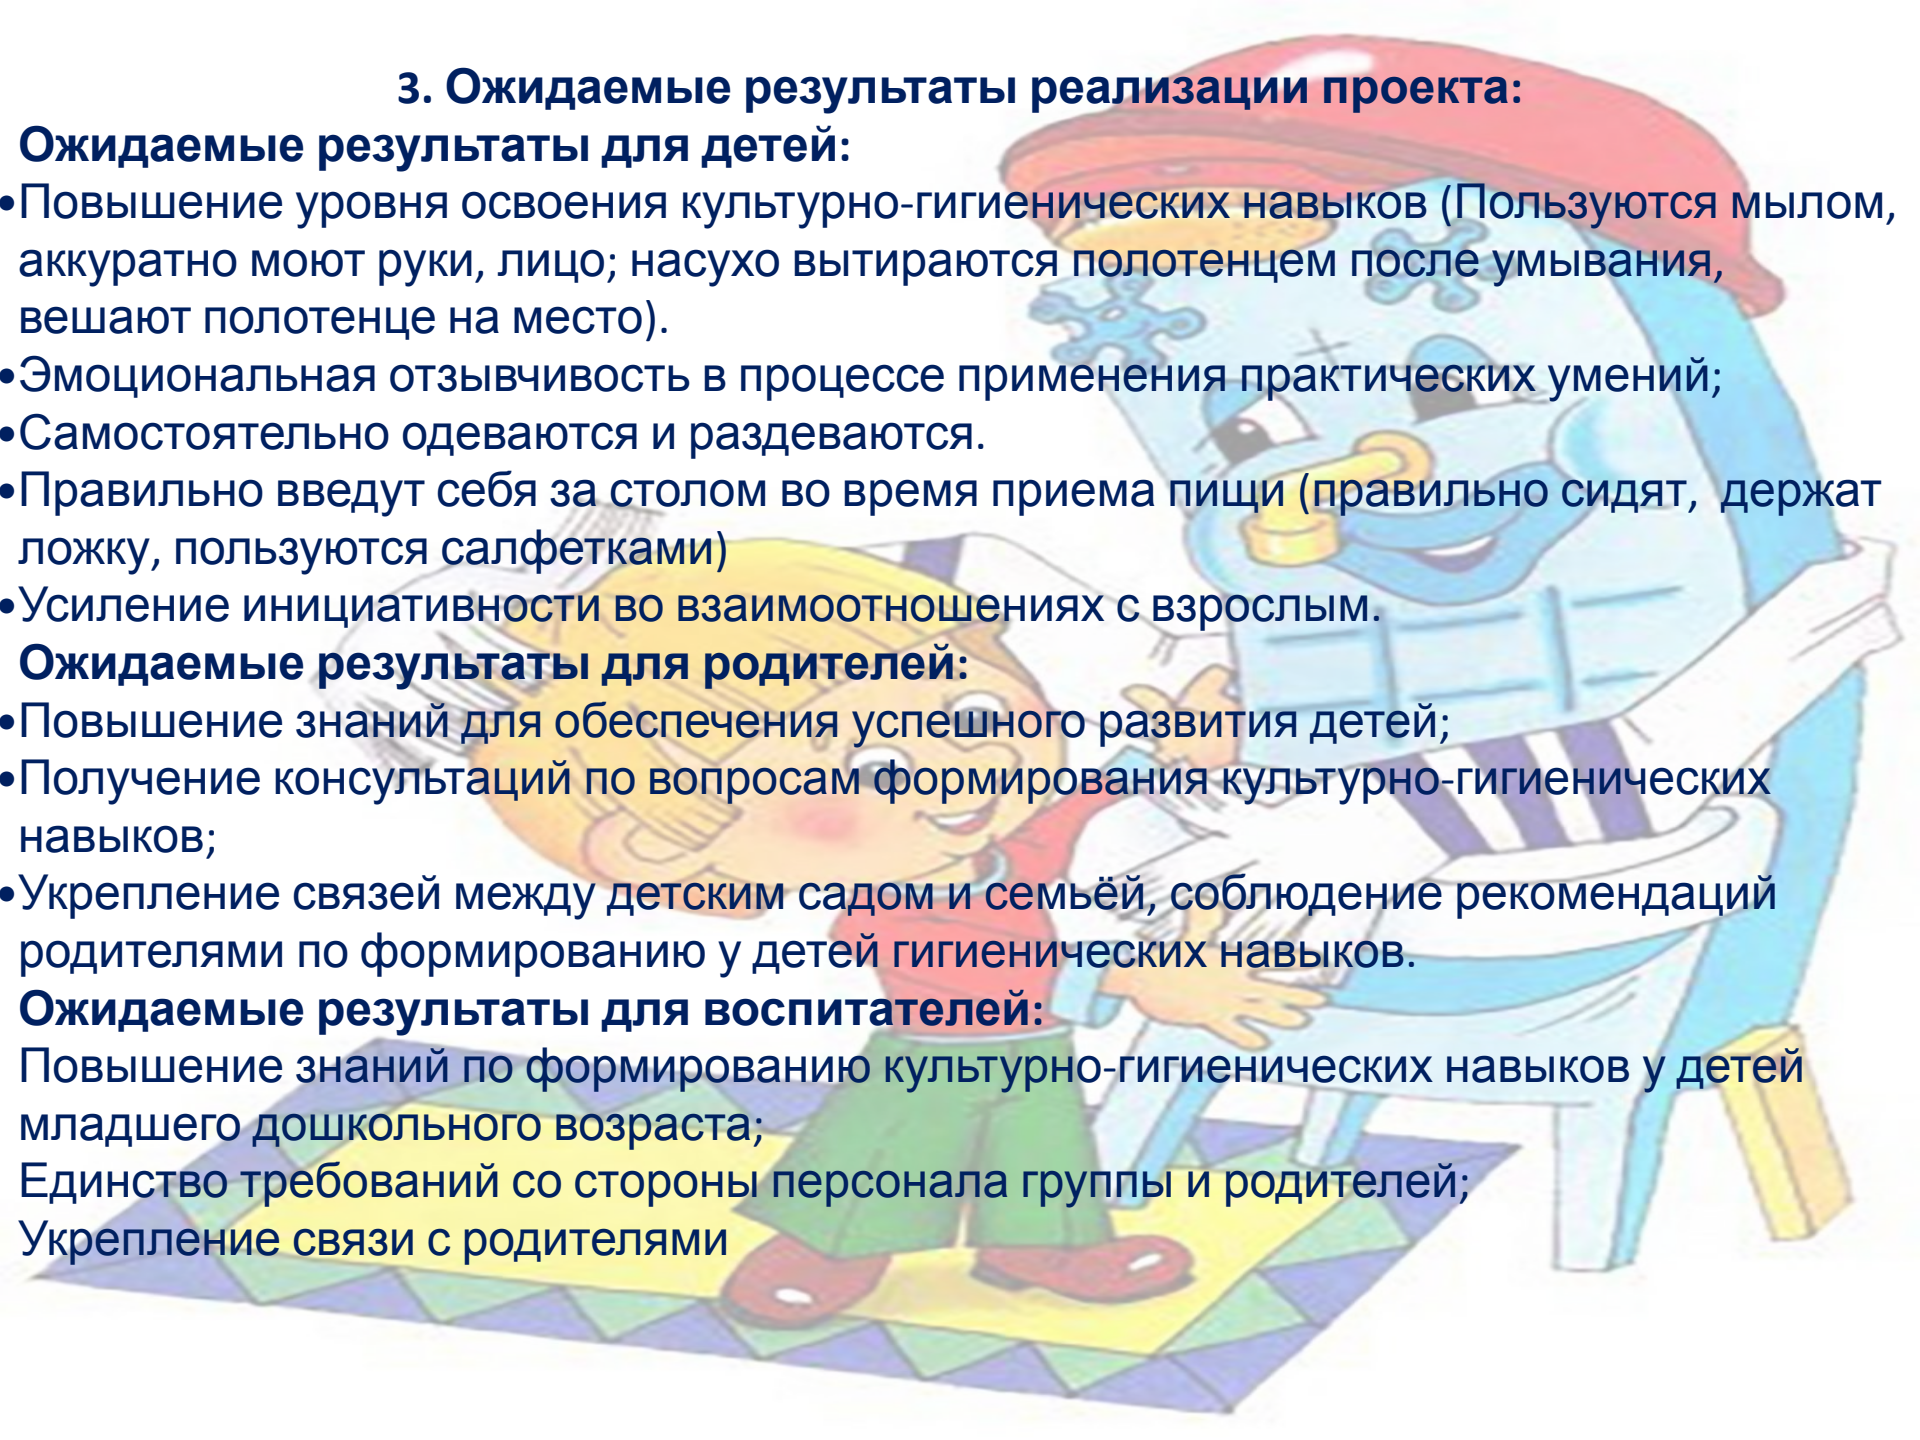 3. Ожидаемые результаты реализации проекта:
Ожидаемые результаты для детей:
•Повышение уровня освоения культурно-гигиенических навыков (Пользуются мылом,
аккуратно моют руки, лицо; насухо вытираются полотенцем после умывания,
вешают полотенце на место).
•Эмоциональная отзывчивость в процессе применения практических умений;
•Самостоятельно одеваются и раздеваются.
•Правильно введут себя за столом во время приема пищи (правильно сидят, держат
ложку, пользуются салфетками)
•Усиление инициативности во взаимоотношениях с взрослым.
Ожидаемые результаты для родителей:
•Повышение знаний для обеспечения успешного развития детей;
•Получение консультаций по вопросам формирования культурно-гигиенических
навыков;
•Укрепление связей между детским садом и семьёй, соблюдение рекомендаций
родителями по формированию у детей гигиенических навыков.
Ожидаемые результаты для воспитателей:
Повышение знаний по формированию культурно-гигиенических навыков у детей
младшего дошкольного возраста;
Единство требований со стороны персонала группы и родителей;
Укрепление связи с родителями